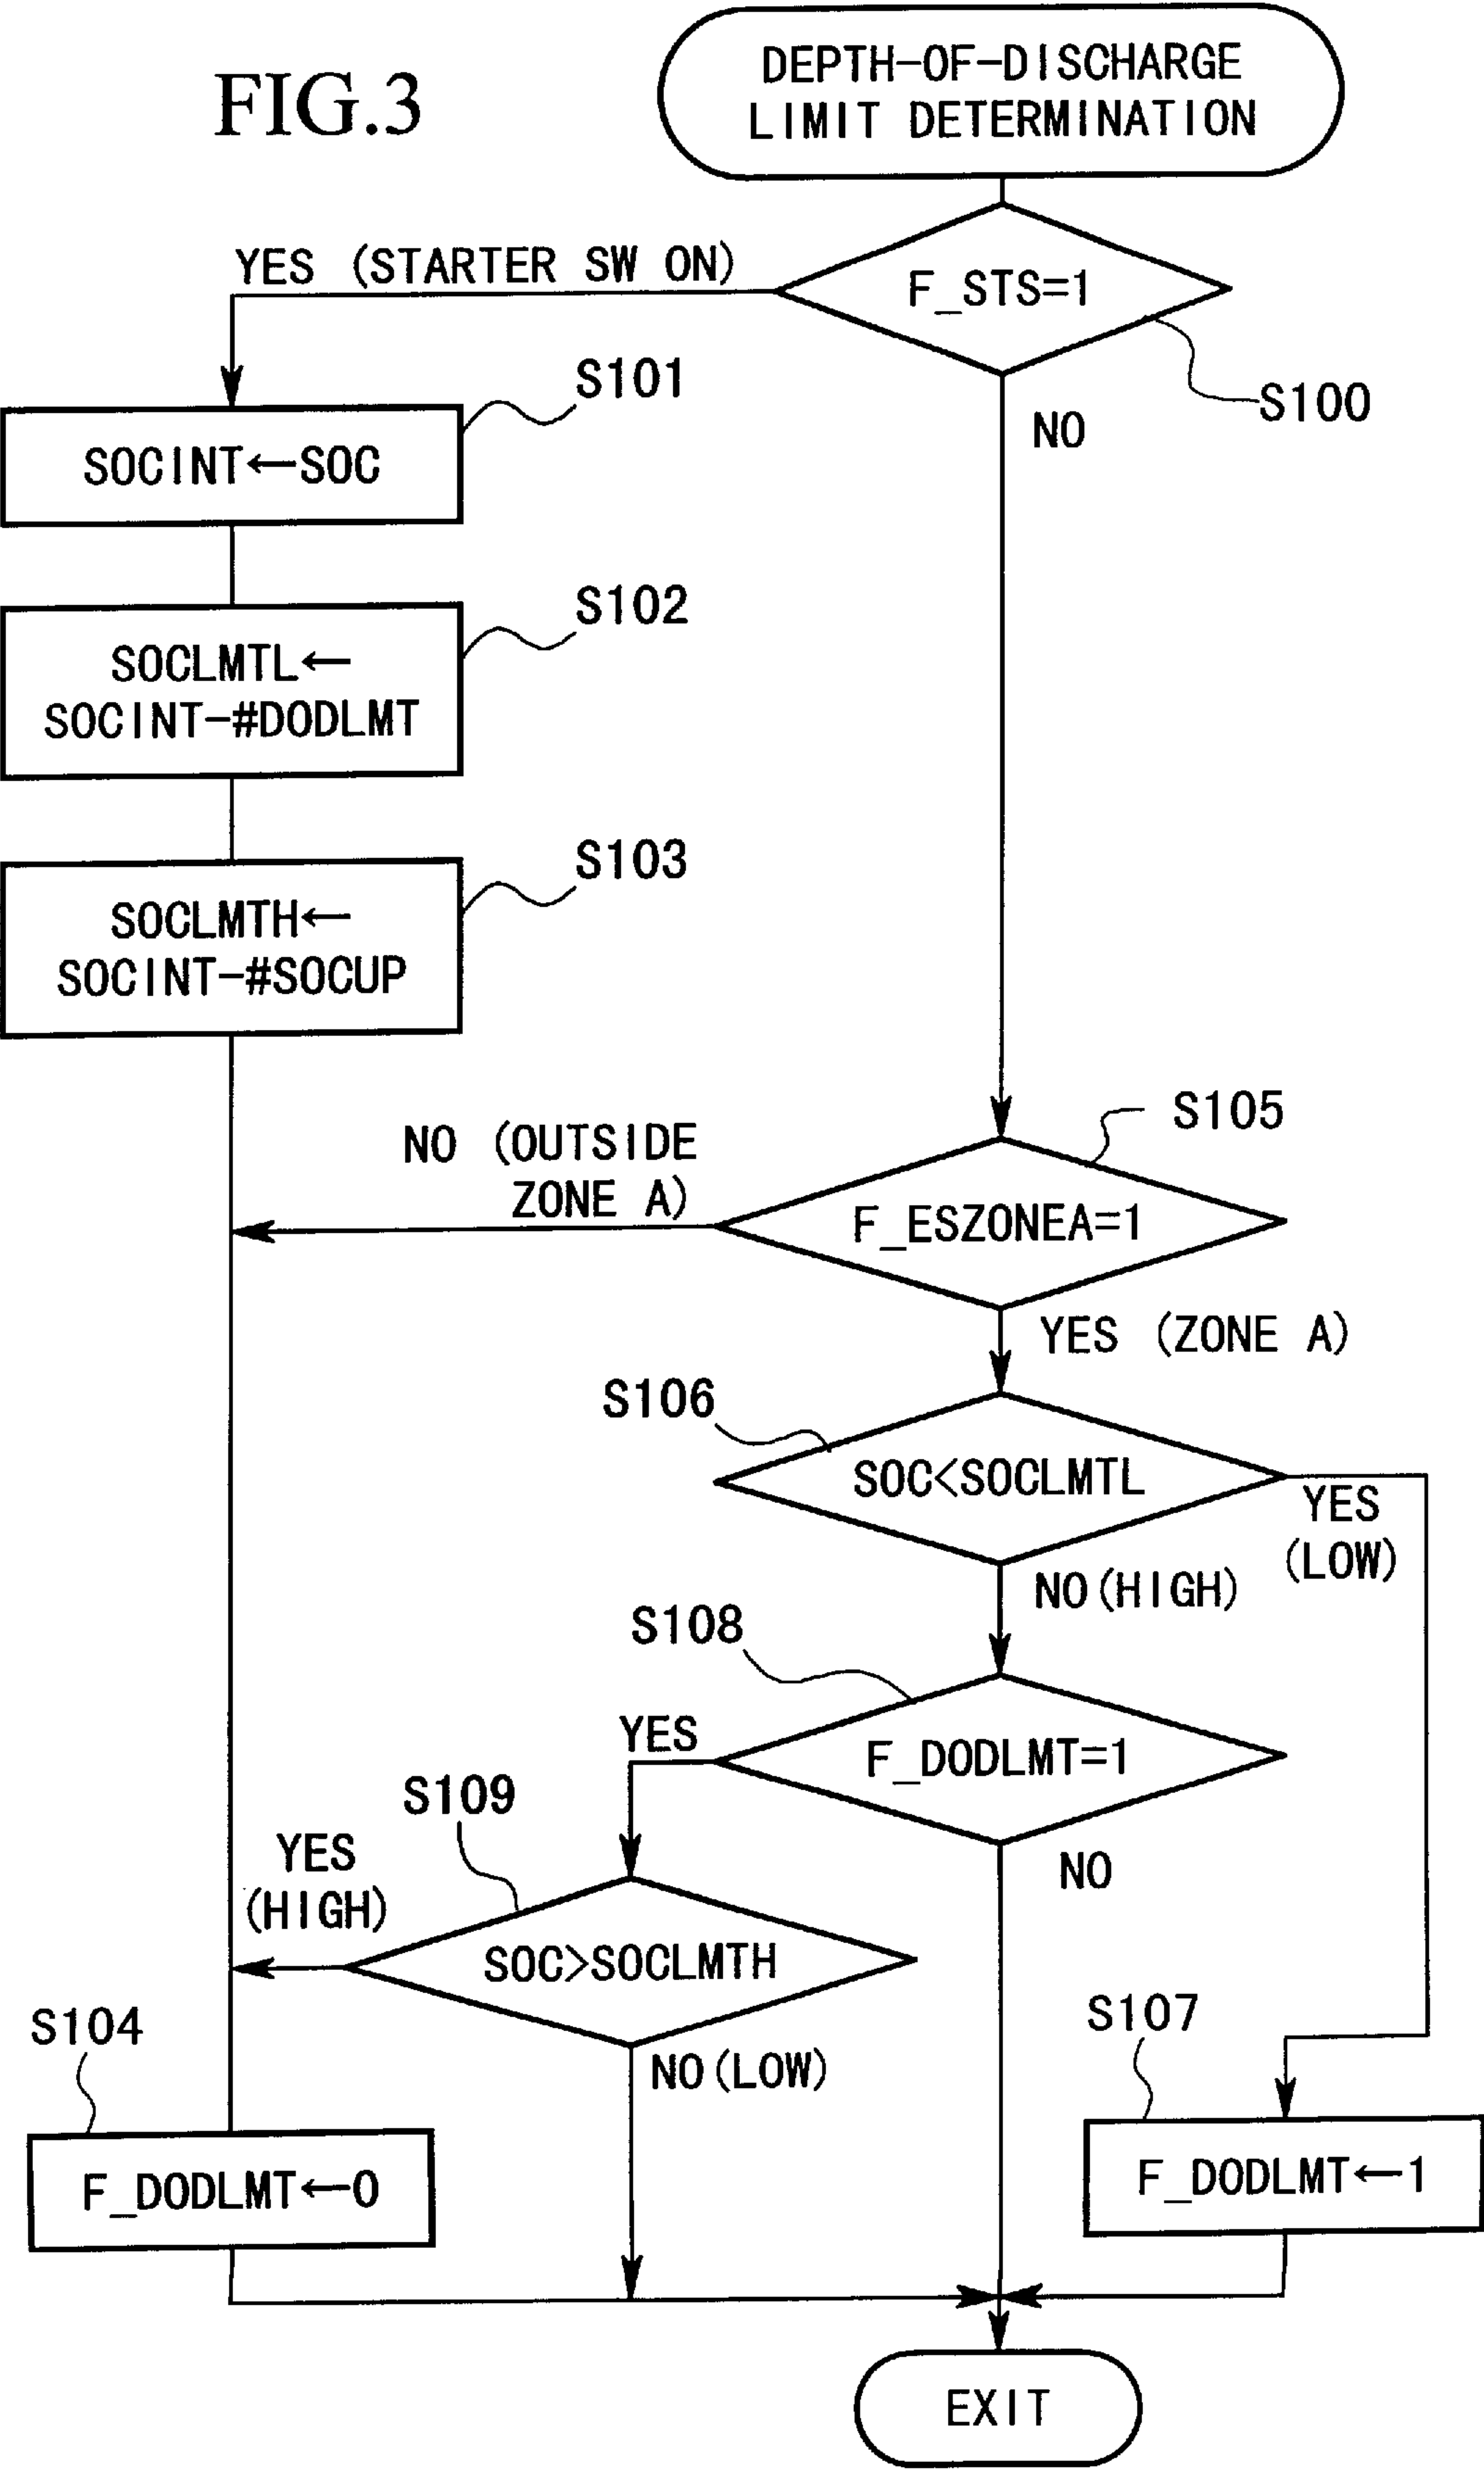 FIG.3
DEPTH-OF-DISCHARGE
LIMIT DETERMINATION
YES (STARTER SW ON)
F_STS=1
S100
NO
S101
SOCINT←SOC
S102
SOCLMTL←
SOCINT-#DODLMT
S103
SOCLMTH←
SOCINT-#SOCUP
S105
NO (OUTSIDE
ZONE A)
F_ESZONEA=1
YES (ZONE A)
S106
SOC<SOCLMTL
YES
(LOW)
NO(HIGH)
S108
YES
F_DODLMT=1
S109
NO
YES
(HIGH)
SOC>SOCLMTH
S104
S107
NO(LOW)
F_DODLMT←0
F_DODLMT←1
EXIT